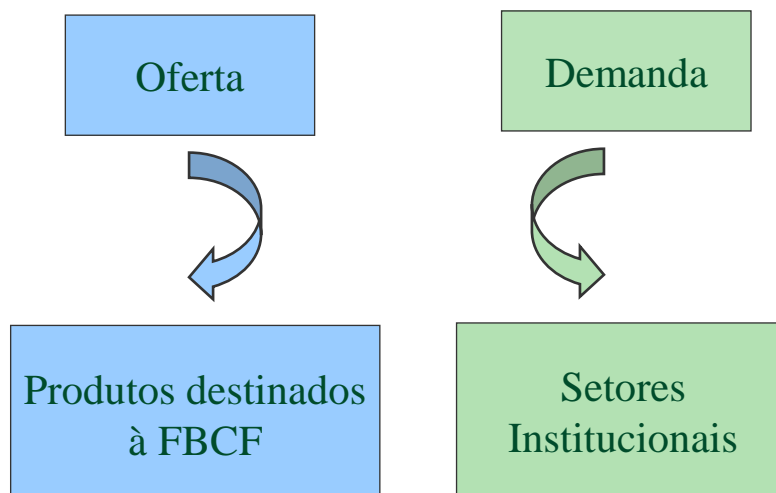 Oferta
Demanda
Produtos destinados
à FBCF
Setores
Institucionais